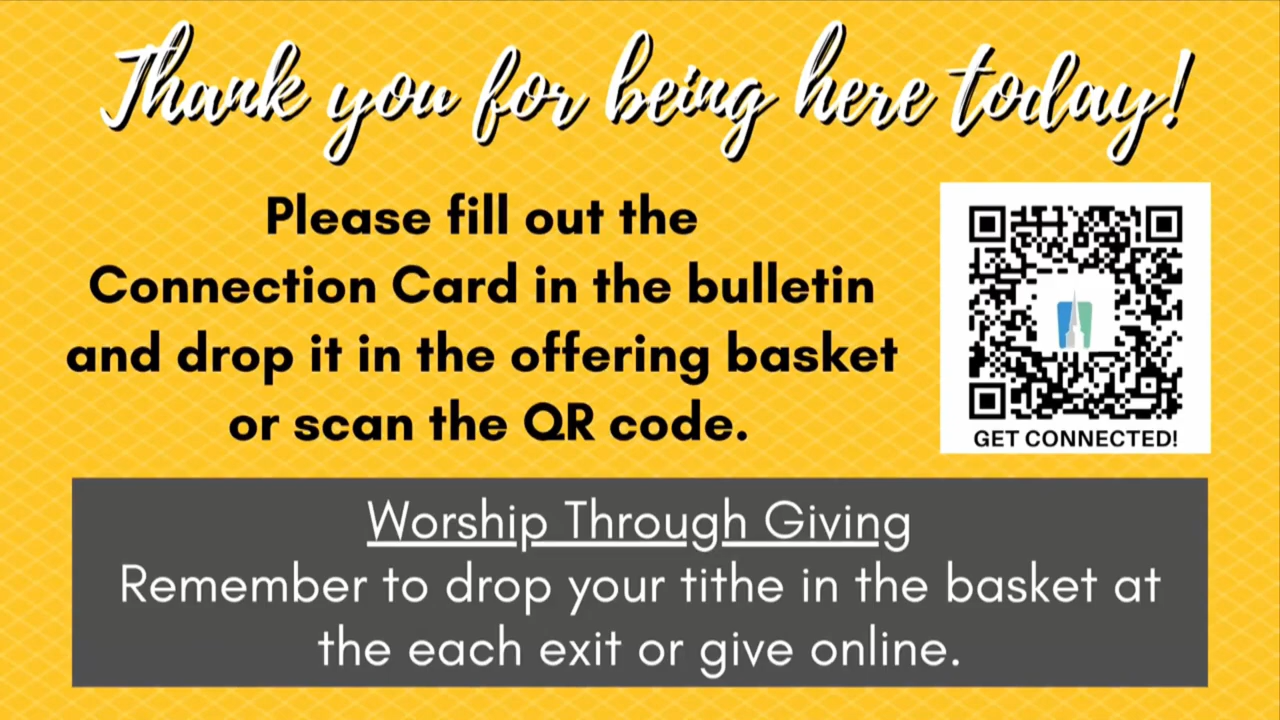 Thank you for being here today!
Please fill out the
Connection Card in the bulletin
and drop it in the offering basket
or scan the QR code.
GET CONNECTED!
Worship Through Giving
Remember to drop your tithe in the basket at
the each exit or give online.